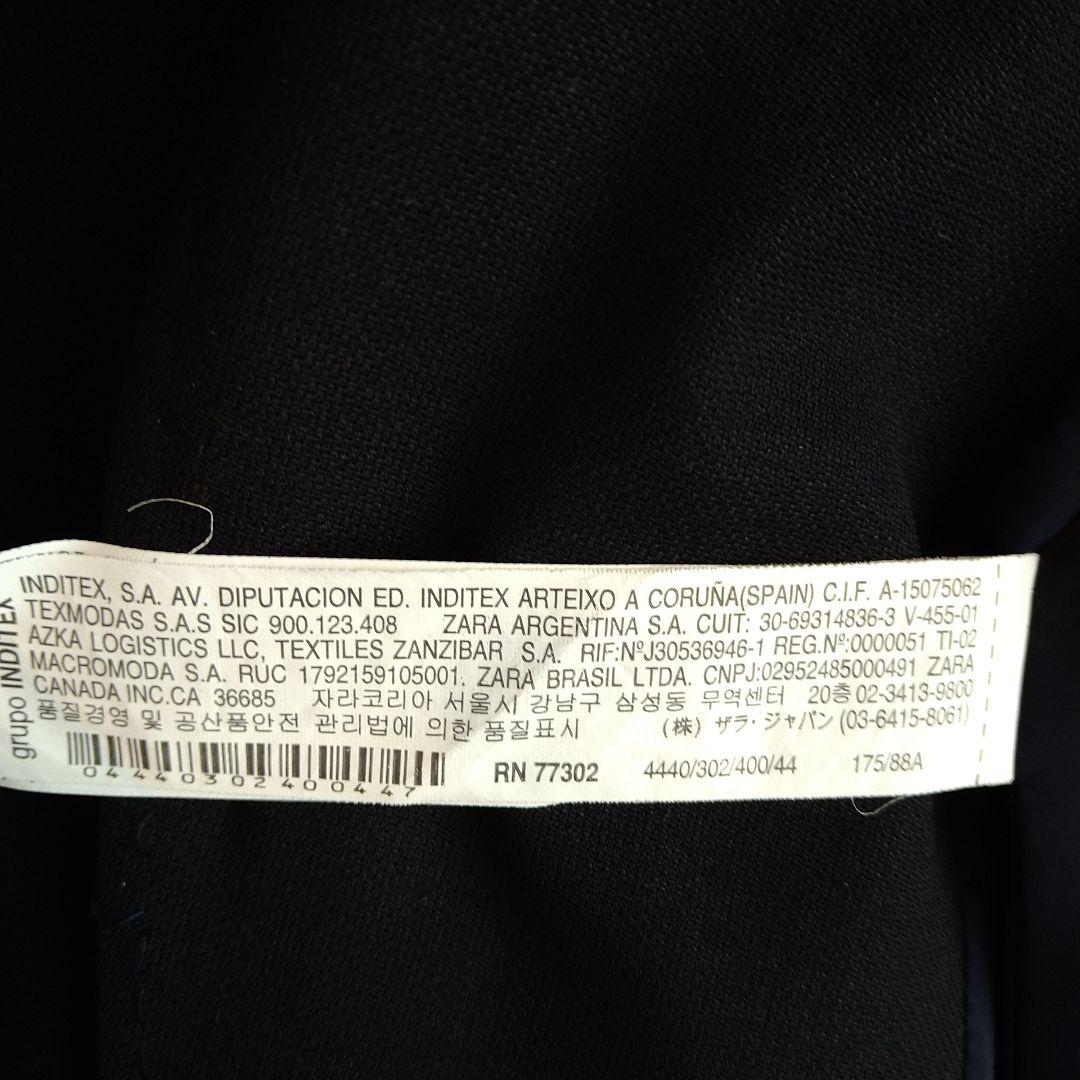 grupo INDITEX
INDITEX, S.A. AV. DIPUTACION ED. INDITEX ARTEIXO A CORUÑA(SPAIN) C.I.F. A-15075062
TEXMODAS S.A.S SIC 900.123.408 ZARA ARGENTINA S.A. CUIT: 30-69314836-3 V-455-01
AZKA LOGISTICS LLC, TEXTILES ZANZIBAR S.A. RIF:NºJ30536946-1 REG.Nº:0000051 TI-02
MACROMODA S.A. RUC 1792159105001. ZARA BRASIL LTDA. CNPJ:02952485000491 ZARA
CANADA INC.CA 36685 자라코리아 서울시 강남구 삼성동 무역센터 20층 02-3413-9800
품질경영 및 공산품안전 관리법에 의한 품질표시 (株) ザラ・ジャパン (03-6415-8061)
04440302400447 RN 77302 4440/302/400/44 175/88A